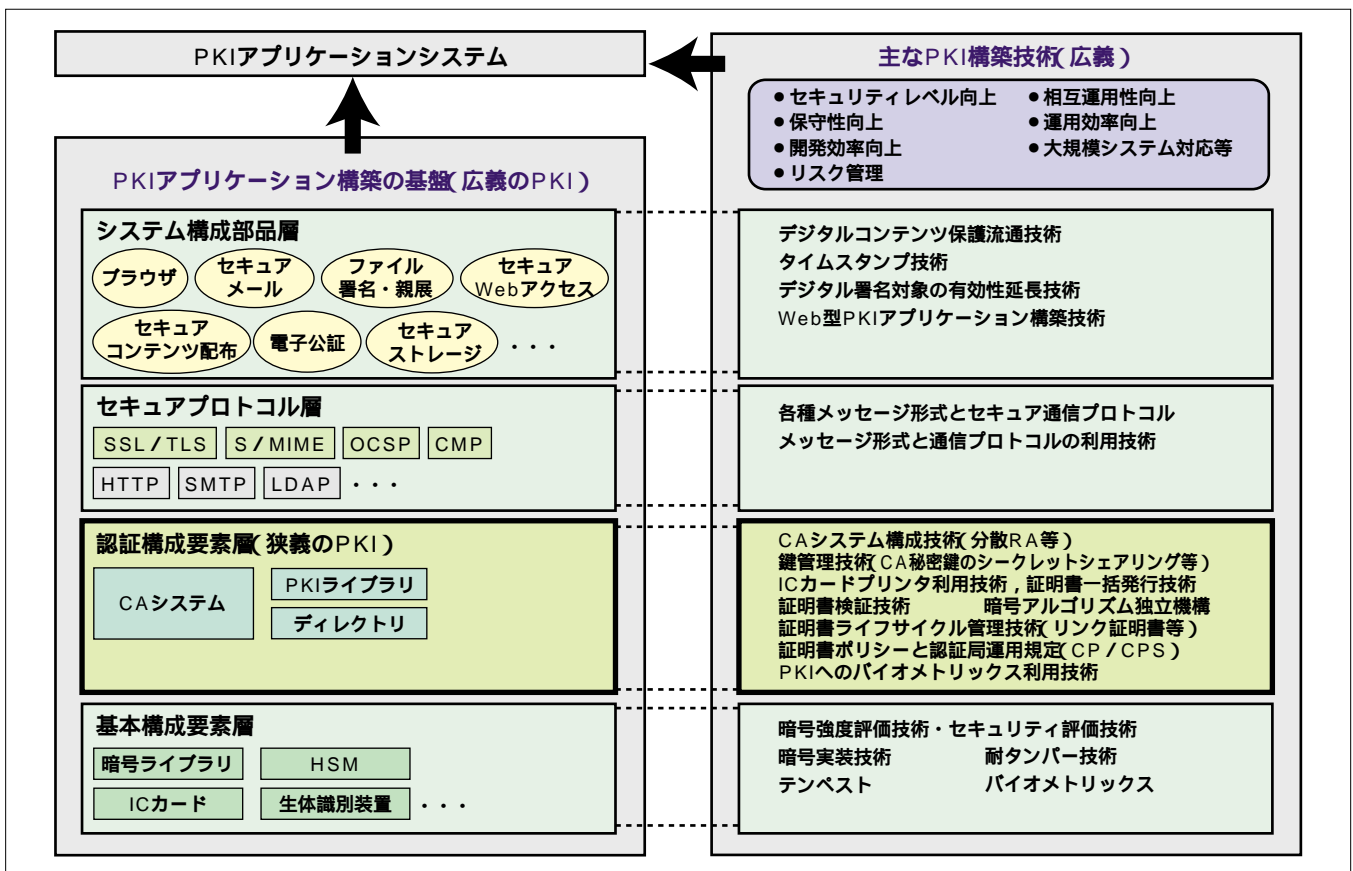 PKIアプリケーションシステム
PKIアプリケーション構築の基盤(広義のPKI)
システム構成部品層
ブラウザ
セキュア
メール
ファイル
署名・親展
セキュア
Webアクセス
セキュア
コンテンツ配布
電子公証
セキュア
ストレージ
・・・
セキュアプロトコル層
SSL/TLS S/MIME OCSP CMP
HTTP SMTP LDAP ・・・
認証構成要素層(狭義のPKI)
CAシステム
PKIライブラリ
ディレクトリ
基本構成要素層
暗号ライブラリ HSM
ICカード 生体識別装置 ・・・
主なPKI構築技術(広義)
●セキュリティレベル向上 ●相互運用性向上
●保守性向上 ●運用効率向上
●開発効率向上 ●大規模システム対応等
●リスク管理
デジタルコンテンツ保護流通技術
タイムスタンプ技術
デジタル署名対象の有効性延長技術
Web型PKIアプリケーション構築技術
各種メッセージ形式とセキュア通信プロトコル
メッセージ形式と通信プロトコルの利用技術
CAシステム構成技術(分散RA等)
鍵管理技術(CA秘密鍵のシークレットシェアリング等)
ICカードプリンタ利用技術,証明書一括発行技術
証明書検証技術 暗号アルゴリズム独立機構
証明書ライフサイクル管理技術(リンク証明書等)
証明書ポリシーと認証局運用規定(CP/CPS)
PKIへのバイオメトリックス利用技術
暗号強度評価技術・セキュリティ評価技術
暗号実装技術 耐タンパー技術
テンペスト バイオメトリックス